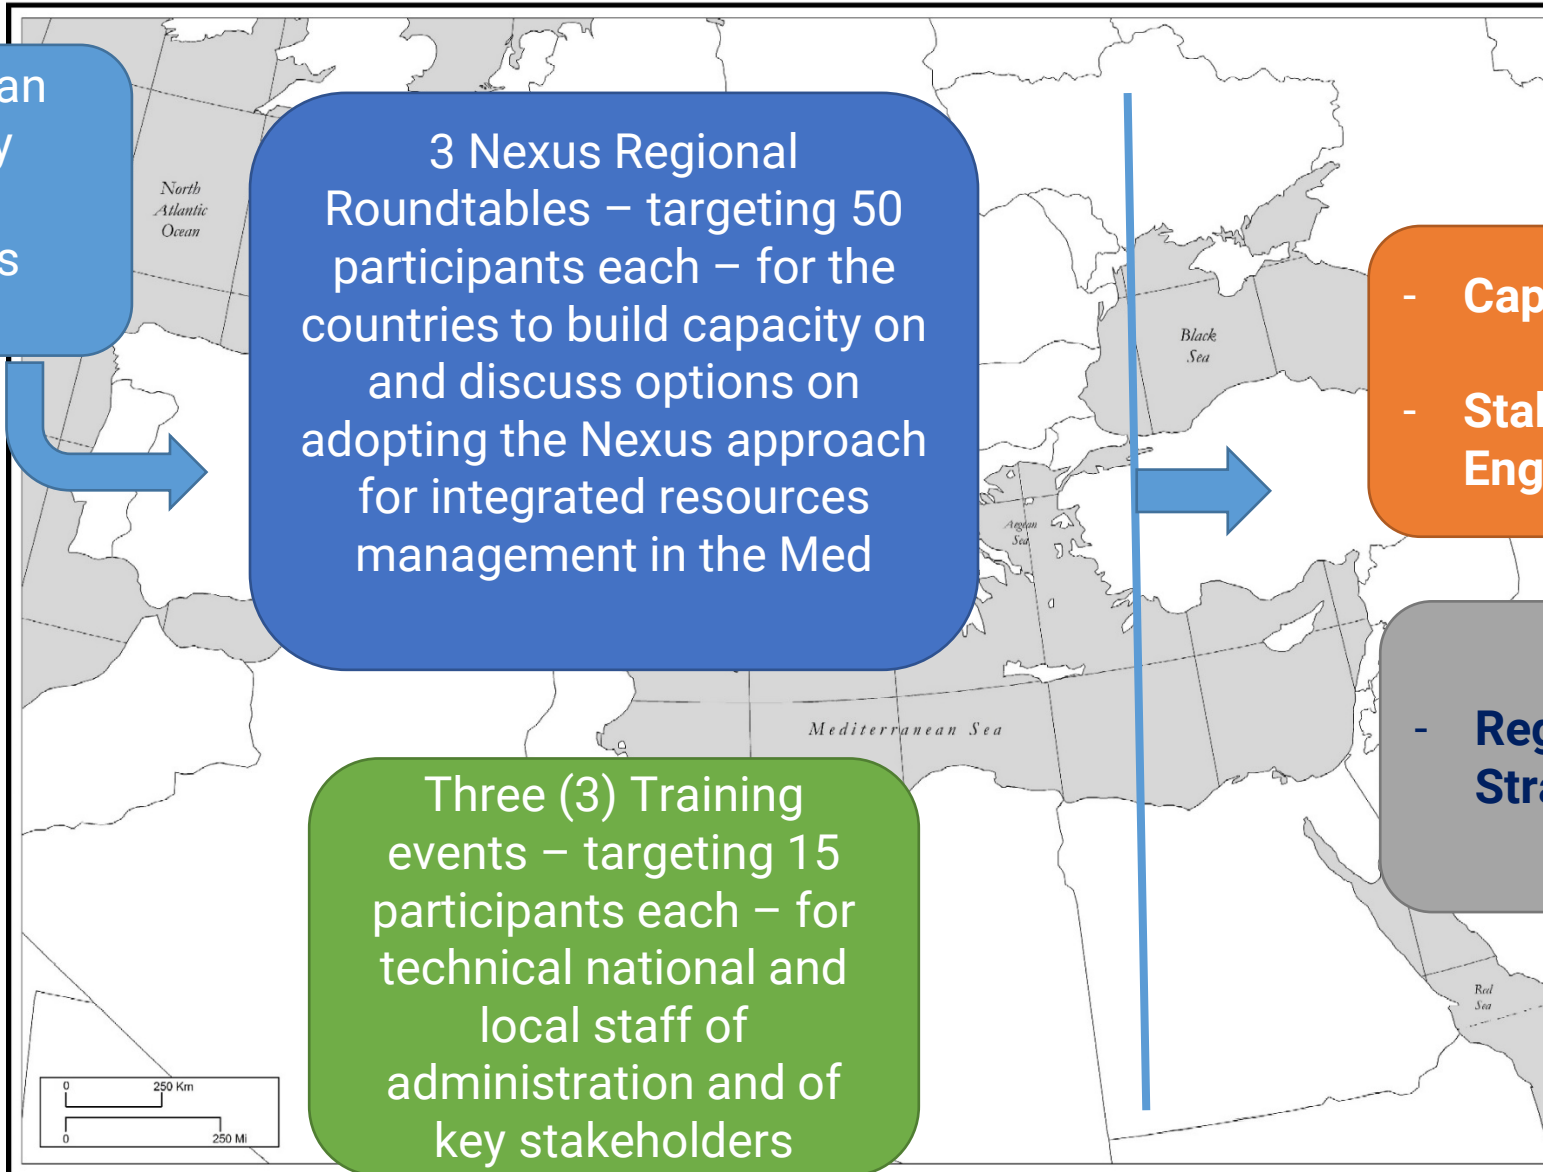 3 Nexus Regional
Roundtables – targeting 50
participants each – for the
countries to build capacity on
and discuss options on
adopting the Nexus approach
for integrated resources
management in the Med
Three (3) Training
events – targeting 15
participants each – for
technical national and
local staff of
administration and of
key stakeholders
- Cap
- Stak
Eng
- Reg
Stra
North
Atlantic
Ocean
Black
Sea
Aegean
Sea
Mediterranean Sea
Red
Sea
0 250 Km
0 250 Mi